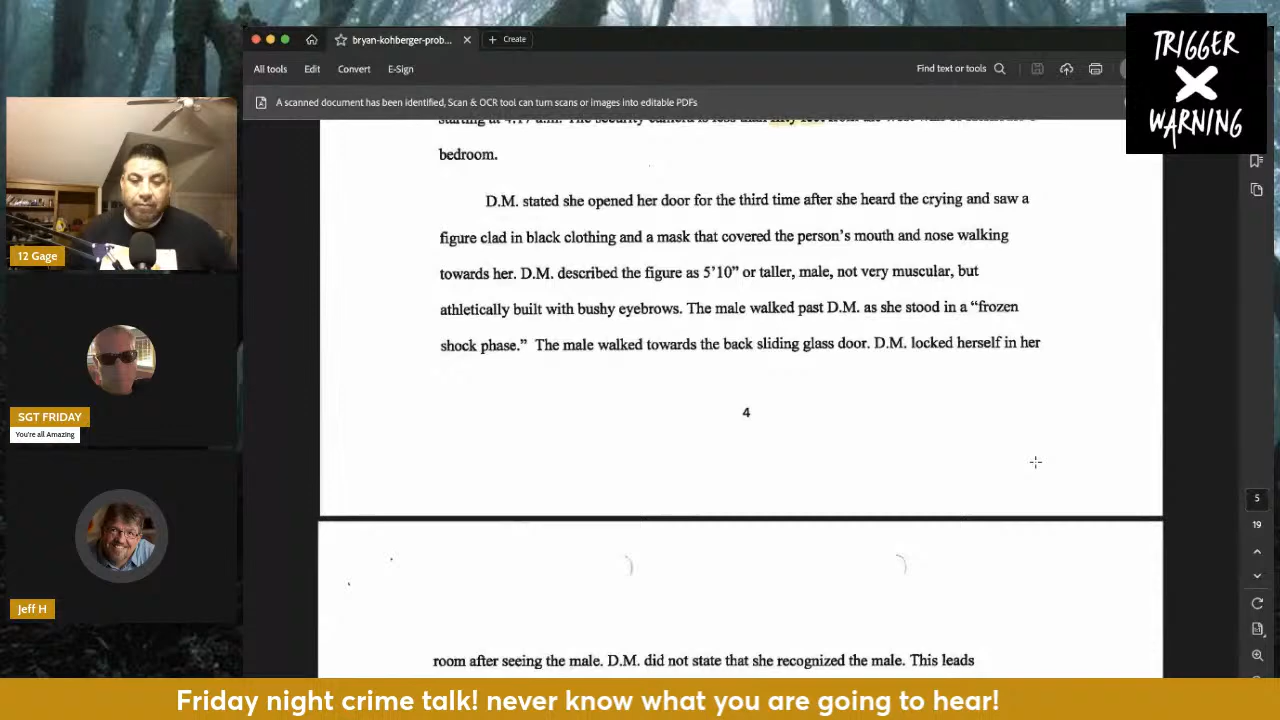 bryan-kohberger-prob...
Create
All tools
Edit
Convert
E-Sign
Find text or tools
A scanned document has been identified, Scan & OCR tool can turn scans or images into editable PDFs
TRIGGER
WARNING
bedroom.
D.M. stated she opened her door for the third time after she heard the crying and saw a
figure clad in black clothing and a mask that covered the person's mouth and nose walking
towards her. D.M. described the figure as 5'10" or taller, male, not very muscular, but
athletically built with bushy eyebrows. The male walked past D.M. as she stood in a "frozen
shock phase." The male walked towards the back sliding glass door. D.M. locked herself in her
4
room after seeing the male. D.M. did not state that she recognized the male. This leads
5
19
12 Gage
SGT FRIDAY
You're all Amazing
Jeff H
Friday night crime talk! never know what you are going to hear!